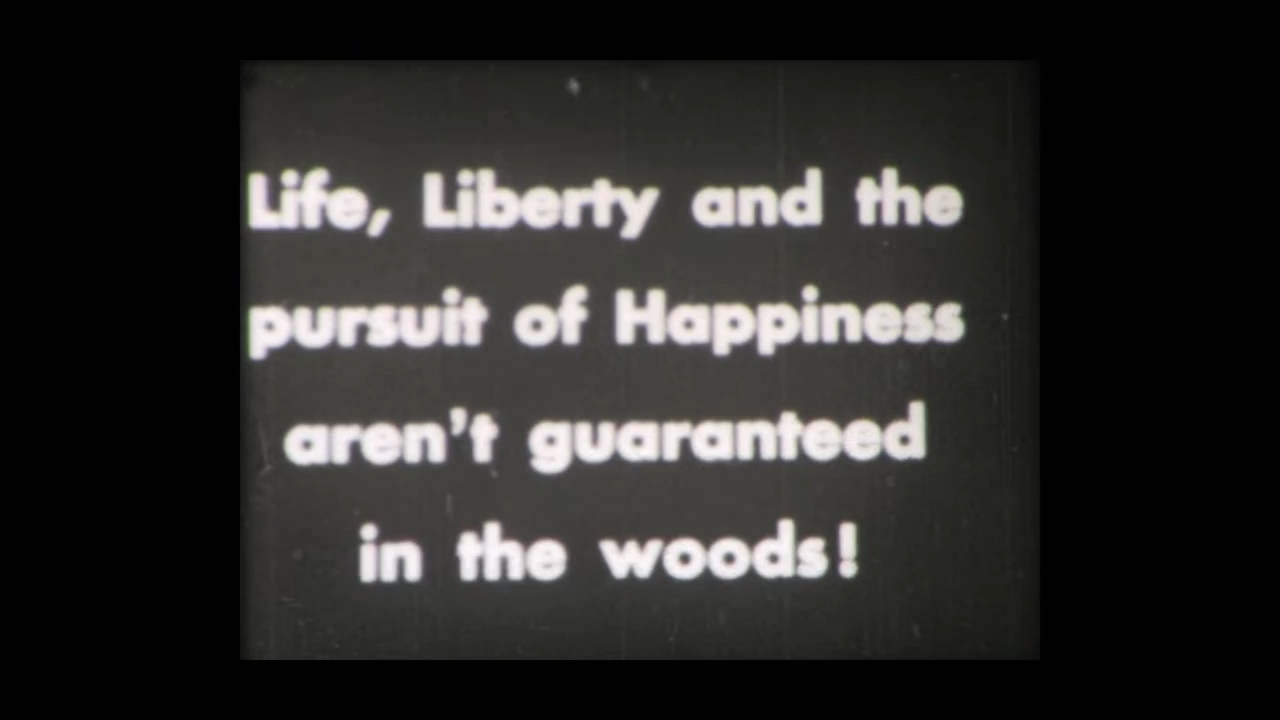 Life, Liberty and the
pursuit of Happiness
aren't guaranteed
in the woods!